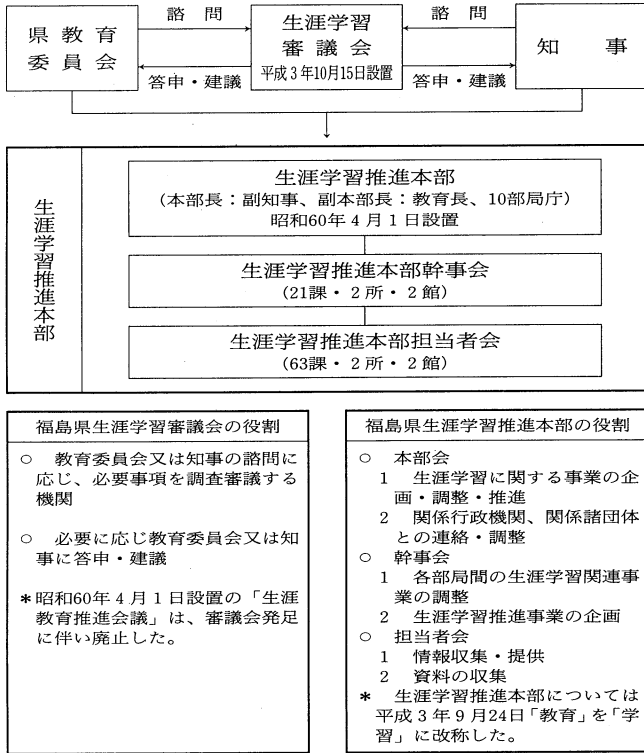 諮問
諮問
県教育
委員会
生涯学習
審議会
平成3年10月15日設置
知事
答申・建議
答申・建議
生涯学習推進本部
生涯学習推進本部
(本部長：副知事、副本部長：教育長、10部局庁)
昭和60年4月1日設置
生涯学習推進本部幹事会
(21課・2所・2館)
生涯学習推進本部担当者会
(63課・2所・2館)
福島県生涯学習審議会の役割
○ 教育委員会又は知事の諮問に
応じ、必要事項を調査審議する
機関
○ 必要に応じ教育委員会又は知
事に答申・建議
*昭和60年4月1日設置の「生涯
教育推進会議」は、審議会発足
に伴い廃止した。
福島県生涯学習推進本部の役割
○ 本部会
1 生涯学習に関する事業の企
画・調整・推進
2 関係行政機関、関係諸団体
との連絡・調整
○ 幹事会
1 各部局間の生涯学習関連事
業の調整
2 生涯学習推進事業の企画
○ 担当者会
1 情報収集・提供
2 資料の収集
* 生涯学習推進本部については
平成3年9月24日「教育」を「学
習」に改称した。